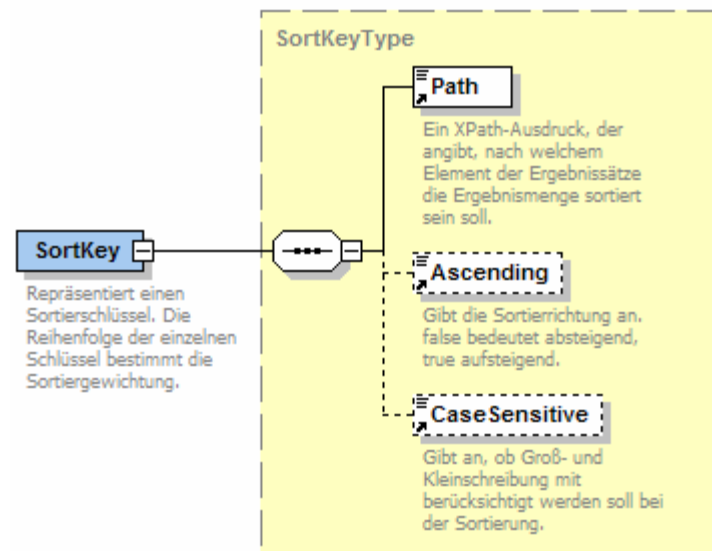 SortKeyType
Path
Ein XPath-Ausdruck, der
angibt, nach welchem
Element der Ergebnissätze
die Ergebnismenge sortiert
sein soll.
SortKey
Repräsentiert einen
Sortierschlüssel. Die
Reihenfolge der einzelnen
Schlüssel bestimmt die
Sortiergewichtung.
Ascending
Gibt die Sortierrichtung an.
false bedeutet absteigend,
true aufsteigend.
CaseSensitive
Gibt an, ob Groß- und
Kleinschreibung mit
berücksichtigt werden soll bei
der Sortierung.